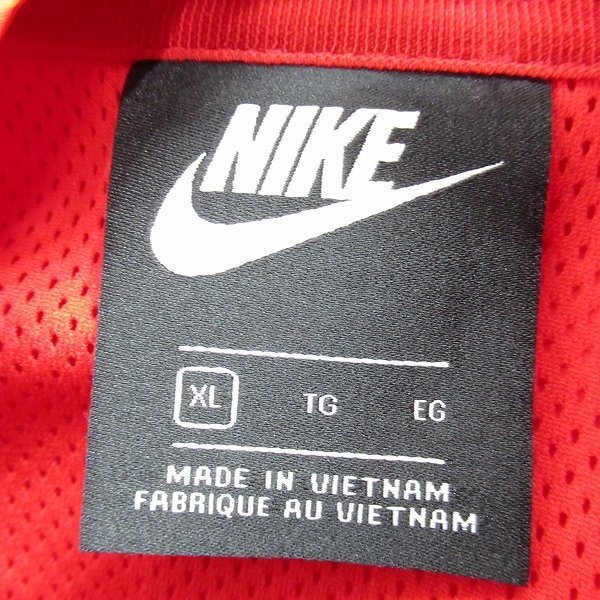 NIKE
XL TG EG
MADE IN VIETNAM
FABRIQUE AU VIETNAM